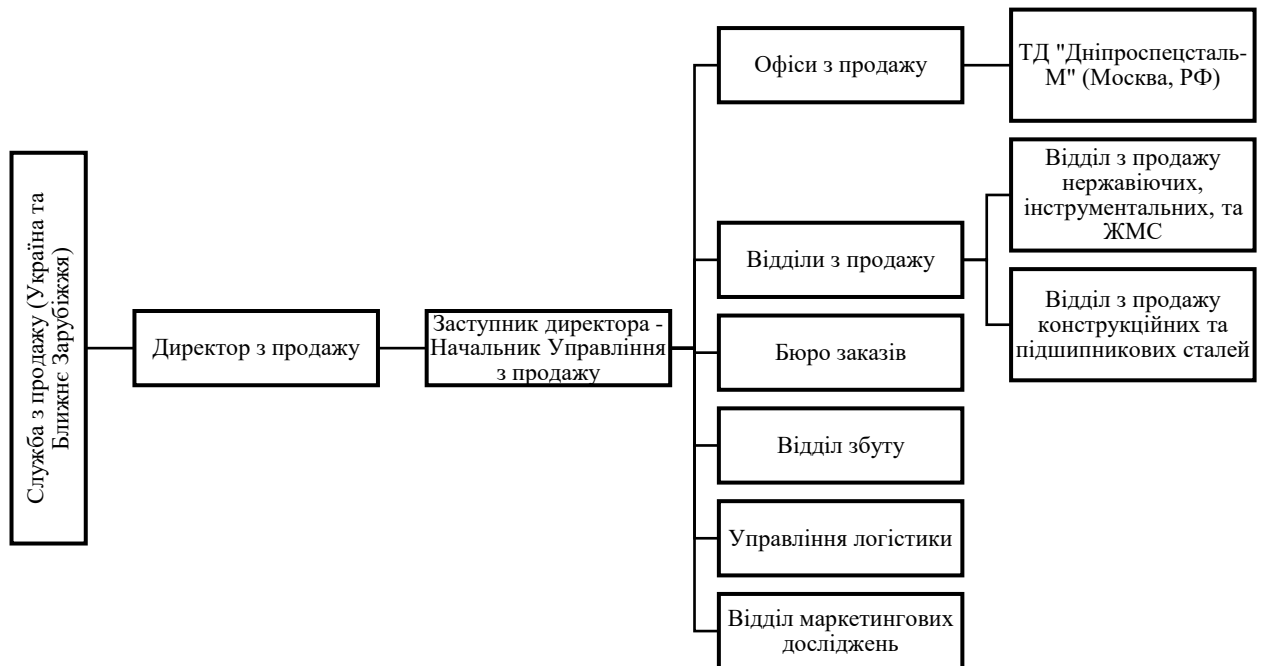 Служба з продажу (Україна та
Ближнє Зарубіжжя)
Директор з продажу
Заступник директора -
Начальник Управління
з продажу
Офіси з продажу
ТД "Дніпроспецсталь-
М" (Москва, РФ)
Відділи з продажу
Відділ з продажу
нержавіючих,
інструментальних, та
ЖМС
Відділ з продажу
конструкційних та
підшипникових сталей
Бюро заказів
Відділ збуту
Управління логістики
Відділ маркетингових
досліджень